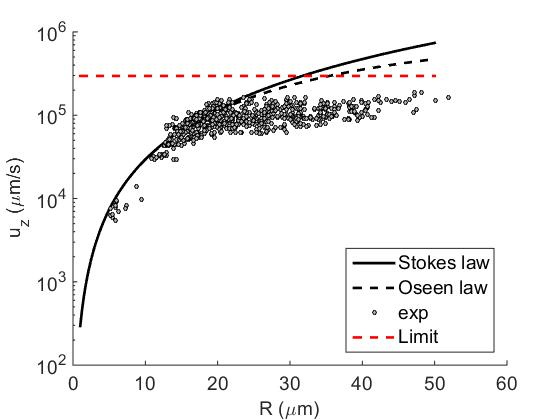 10^6
10^5
10^4
10^3
10^2
u_z (μm/s)
Stokes law
Oseen law
exp
Limit
0 10 20 30 40 50 60
R (μm)